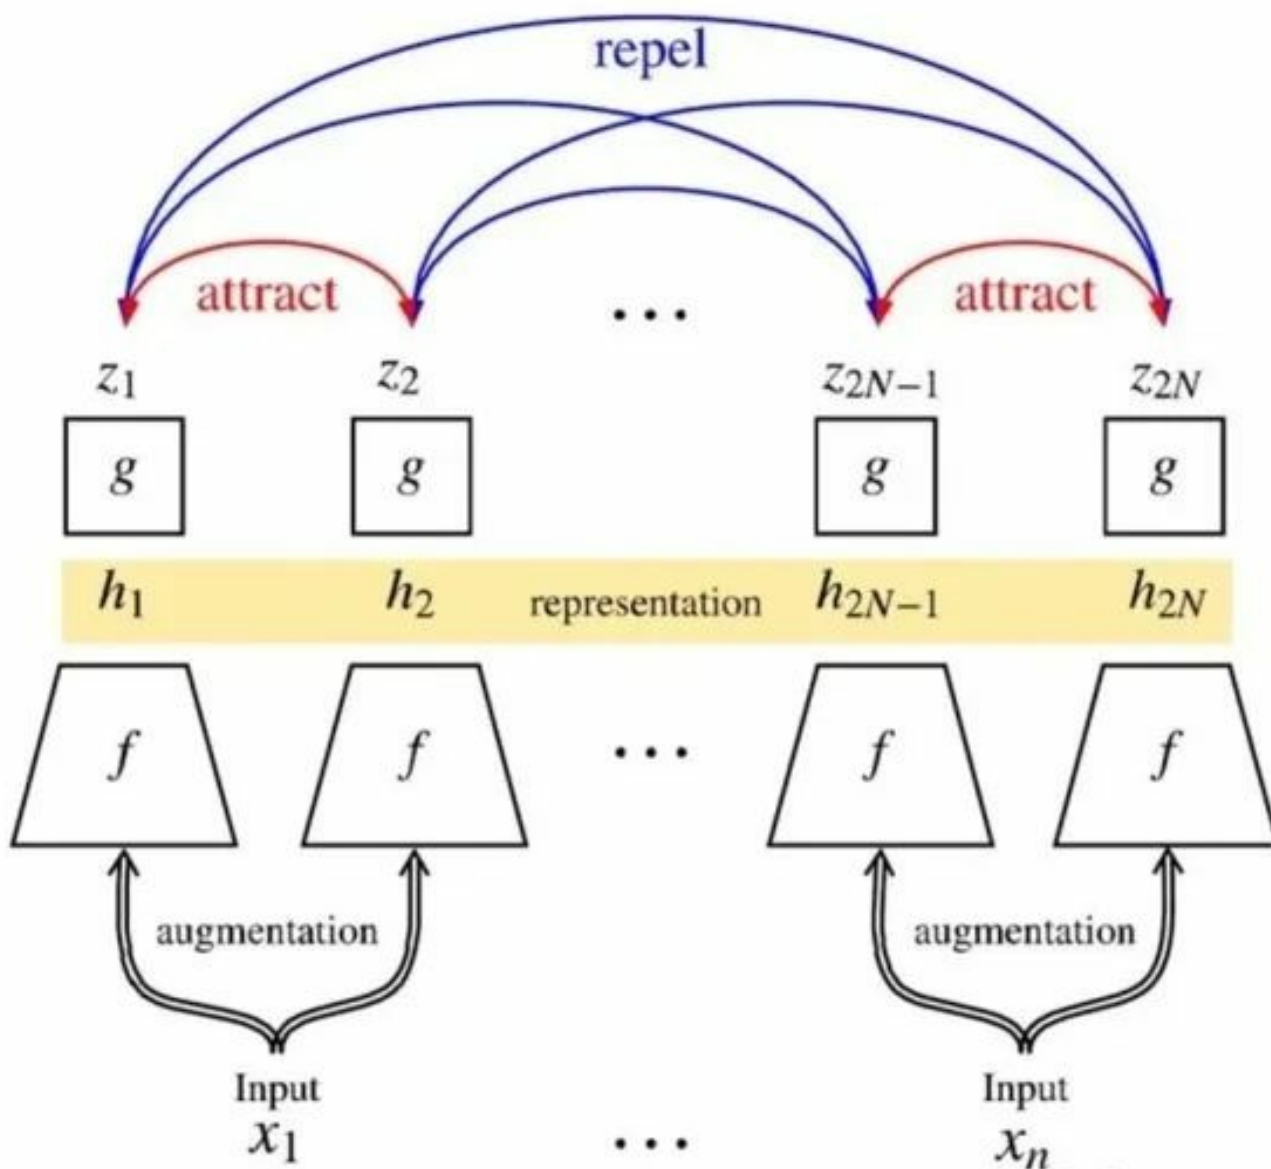 repel
attract ... attract
z₁ z₂ z₂N₋₁ z₂N
g g g g
h₁ h₂ representation h₂N₋₁ h₂N
f f ... f f
augmentation augmentation
Input Input
x₁ ... xₙ